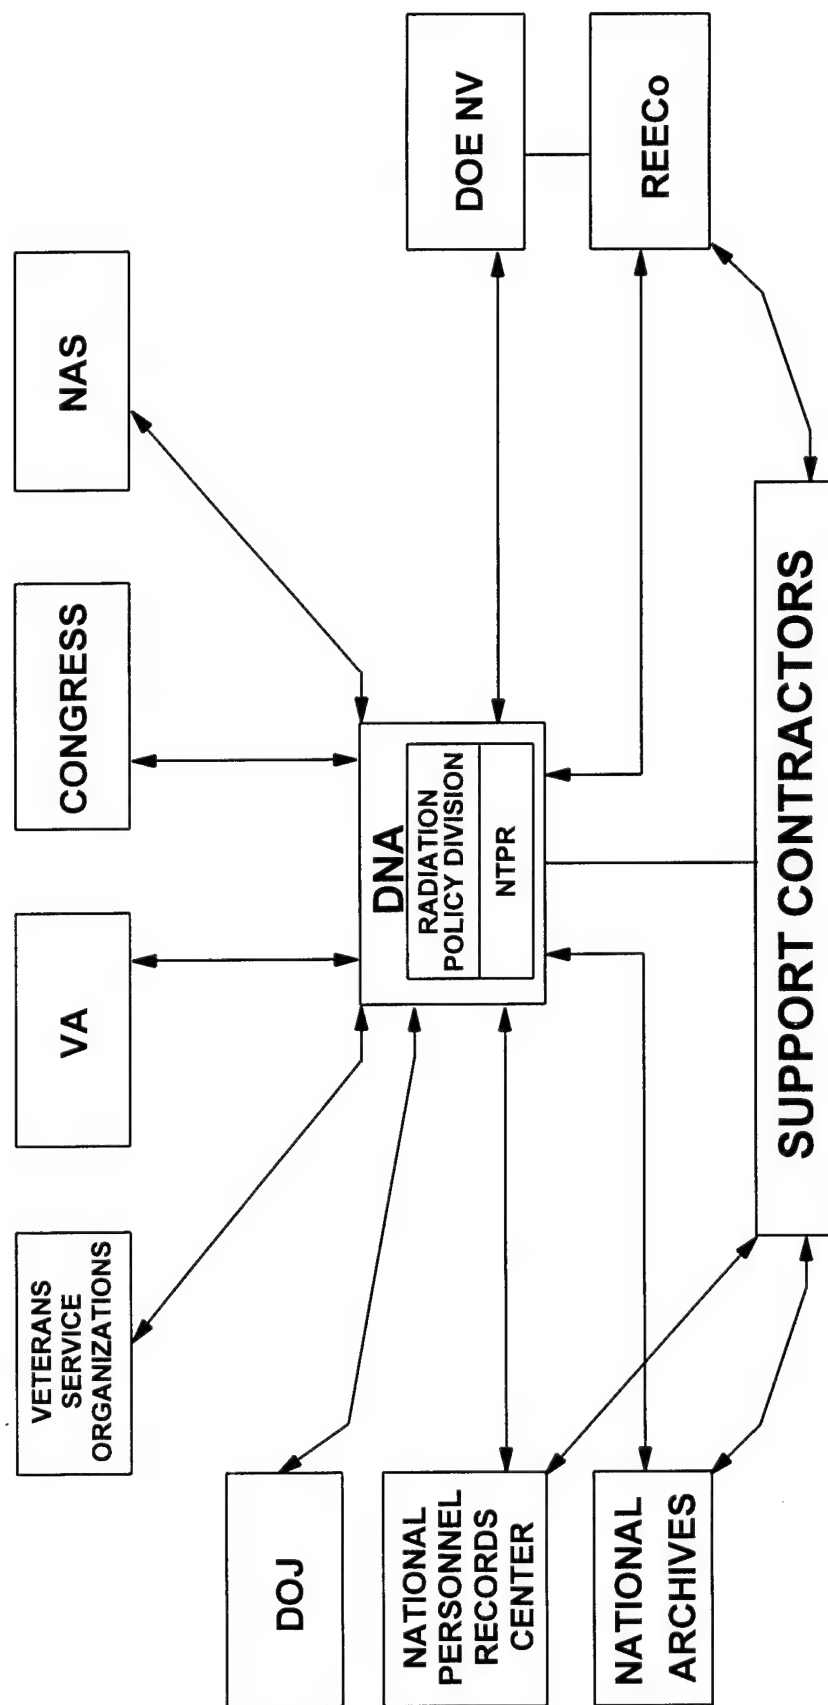 VETERANS
SERVICE
ORGANIZATIONS
VA
CONGRESS
NAS
DOJ
DNA
RADIATION
POLICY DIVISION
NTPR
DOE NV
NATIONAL
PERSONNEL
RECORDS
CENTER
REECo
NATIONAL
ARCHIVES
SUPPORT CONTRACTORS